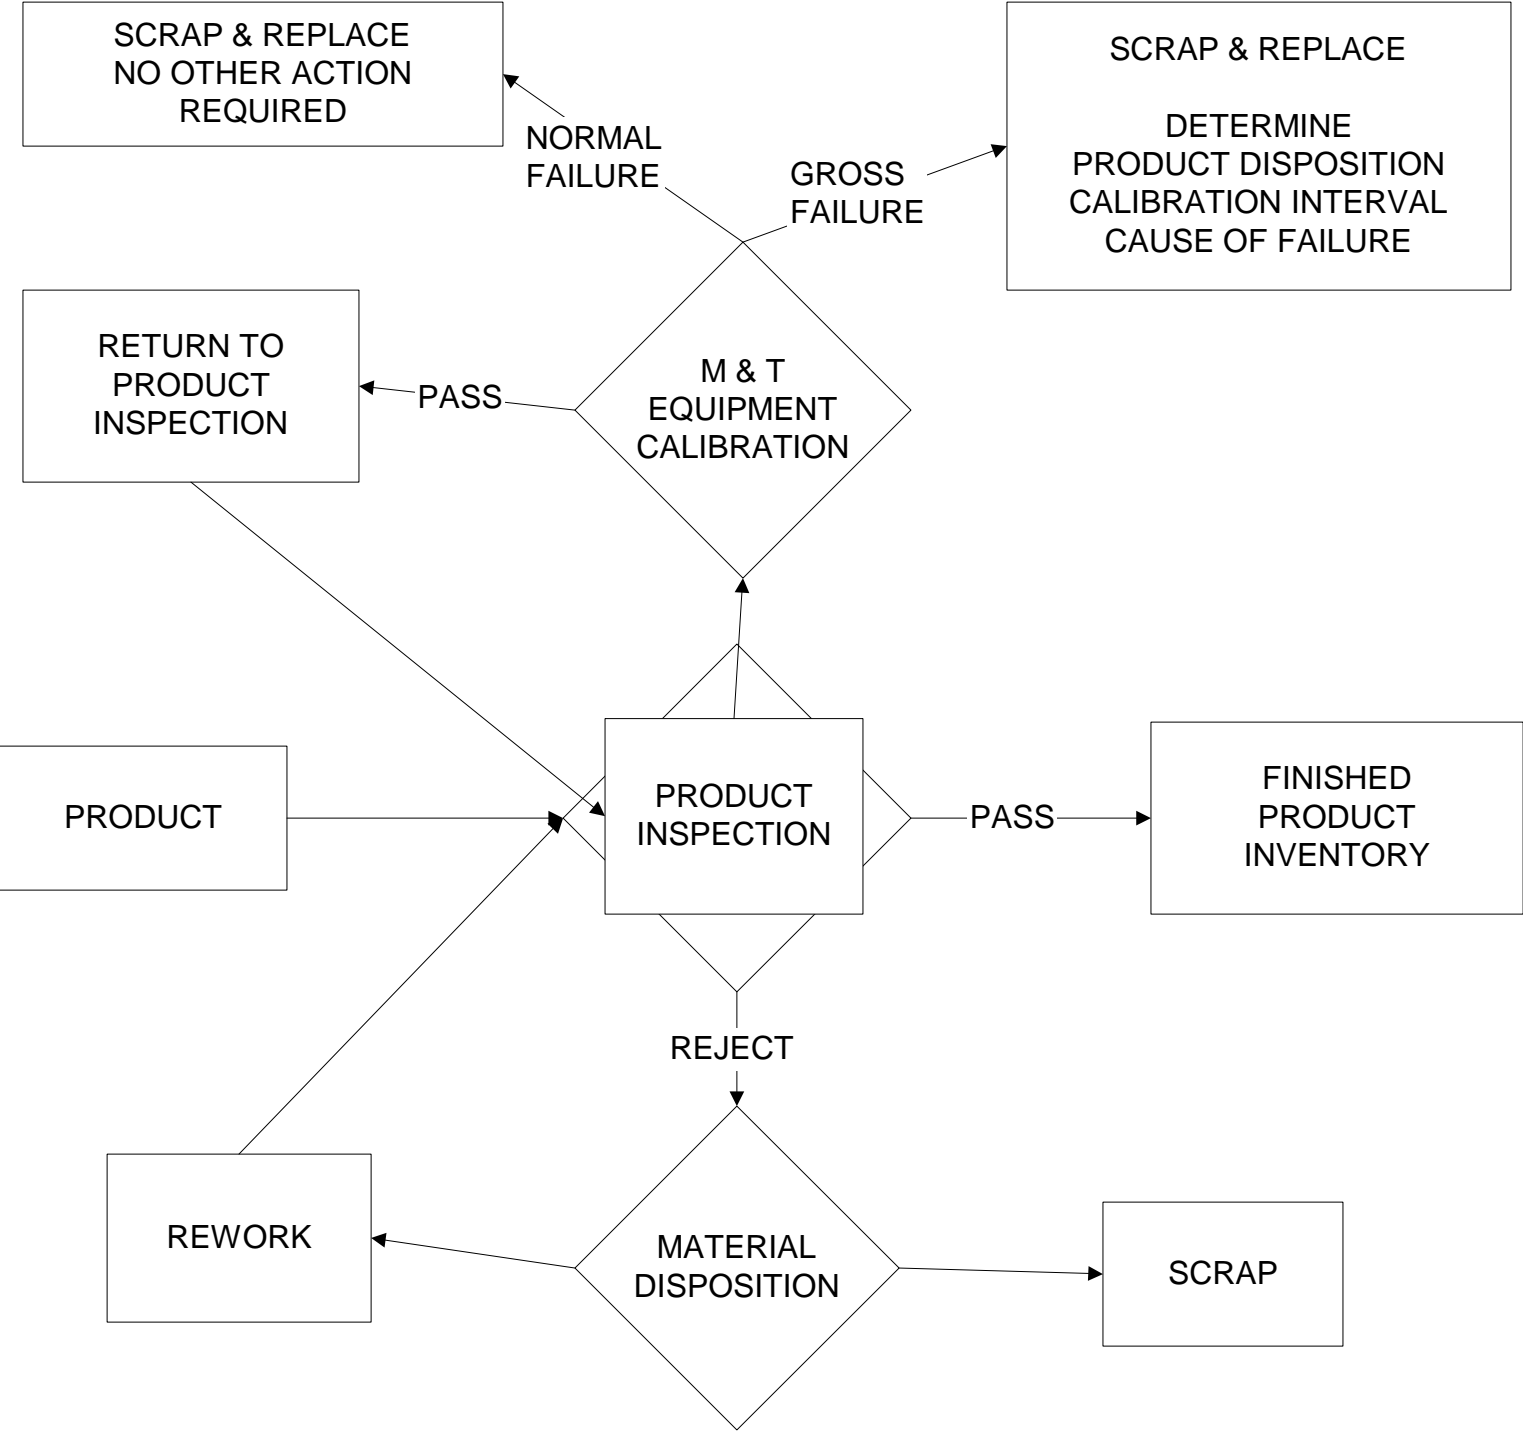 SCRAP & REPLACE
NO OTHER ACTION
REQUIRED
SCRAP & REPLACE
DETERMINE
PRODUCT DISPOSITION
CALIBRATION INTERVAL
CAUSE OF FAILURE
NORMAL
FAILURE
GROSS
FAILURE
RETURN TO
PRODUCT
INSPECTION
PASS
M & T
EQUIPMENT
CALIBRATION
PRODUCT
PRODUCT
INSPECTION
PASS
FINISHED
PRODUCT
INVENTORY
REJECT
REWORK
MATERIAL
DISPOSITION
SCRAP